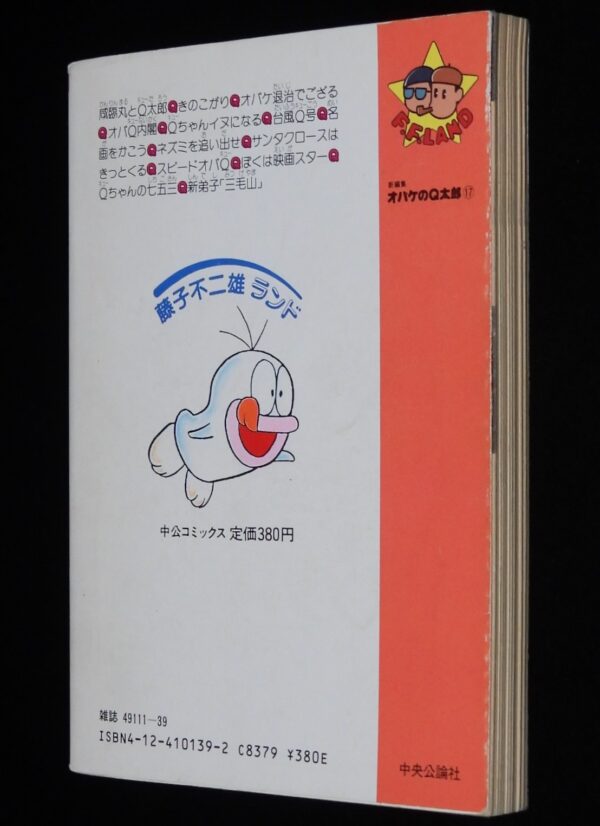 咸臨丸とQ太郎Qきのこがりオバケ退治でござる
QオバQ内閣QQちゃんイヌになるQ台風Q号Q名
画をかこうQネズミを追い出せQサンタクロースは
きっとくるQスピードオバQQぼくは映画スターQ
Qちゃんの七五三Q新弟子「三毛山」
藤子不二雄 ランド
中公コミックス 定価380円
雑誌 49111—39
ISBN4-12-410139-2 C8379 ¥380E
F.F.LAND
新編集
オバケのQ太郎 ⑰
中央公論社